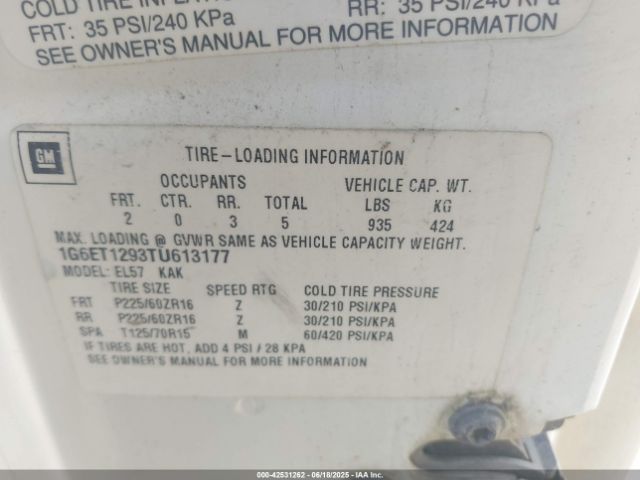 COLD TIRE
RR: 35 PSI/240 KPa
FRT: 35 PSI/240 KPa
SEE OWNER'S MANUAL FOR MORE INFORMATION
GM
TIRE-LOADING INFORMATION
OCCUPANTS VEHICLE CAP. WT.
FRT. CTR. RR. TOTAL LBS KG
2 0 3 5 935 424
MAX. LOADING @ GVWR SAME AS VEHICLE CAPACITY WEIGHT.
1G6ET1293TU613177
MODEL: EL57 KAK
TIRE SIZE SPEED RTG COLD TIRE PRESSURE
FRT P225/60ZR16 Z 30/210 PSI/KPA
RR P225/60ZR16 Z 30/210 PSI/KPA
SPA T125/70R15 M 60/420 PSI/KPA
IF TIRES ARE HOT, ADD 4 PSI / 28 KPA
SEE OWNER'S MANUAL FOR MORE INFORMATION
00-42531262 - 06/18/2025 - IAA Inc.